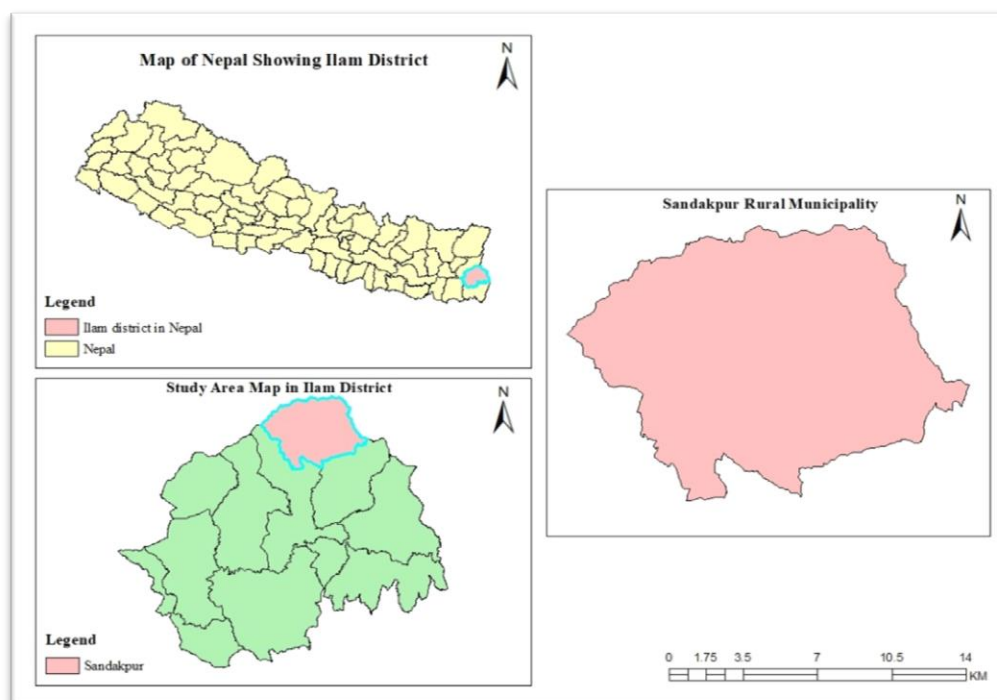 Map of Nepal Showing Ilam District
N
Legend
Ilam district in Nepal
Nepal
Study Area Map in Ilam District
N
Legend
Sandakpur
Sandakpur Rural Municipality
N
0 1.75 3.5 7 10.5 14
KM